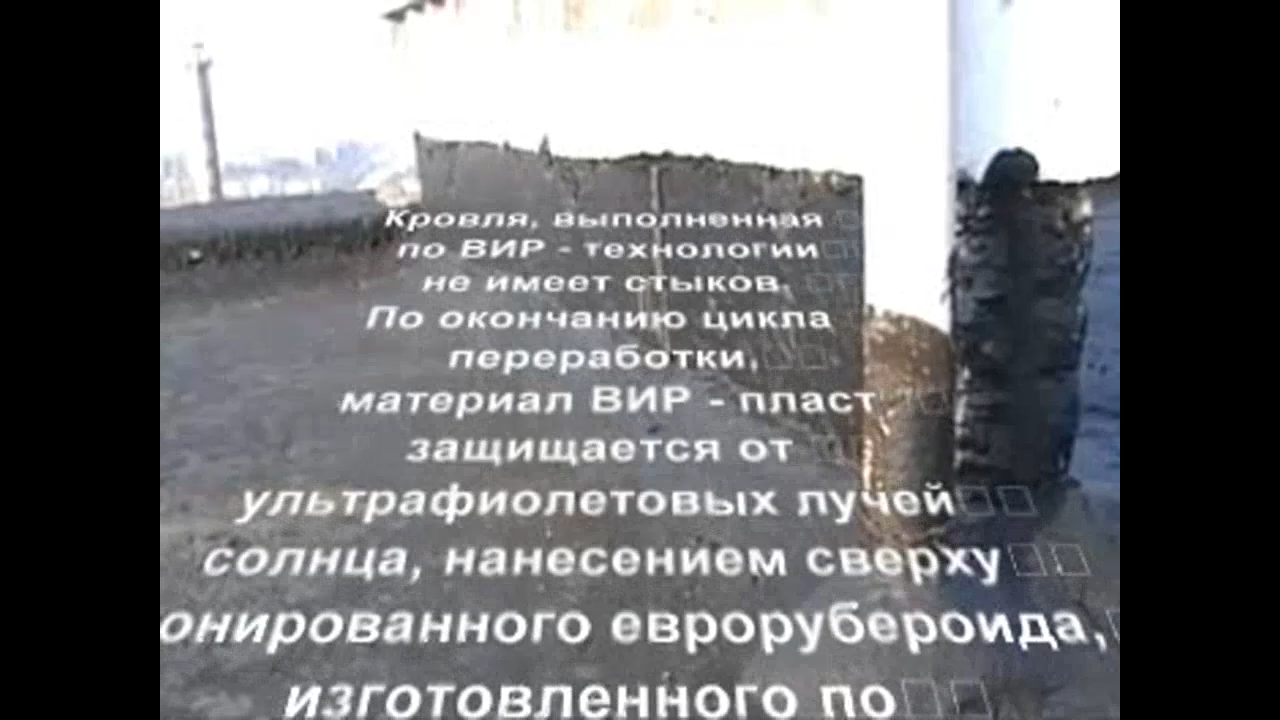 Кровля, выполненная
по ВИР - технологии
не имеет стыков.
По окончанию цикла
переработки,
материал ВИР - пласт
защищается от
ультрафиолетовых лучей
солнца, нанесением сверху
онированного еврорубероида,
изготовленного по